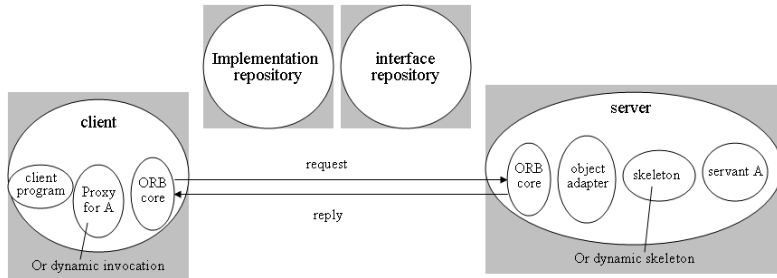 Implementation
repository
interface
repository
client
server
client
program
Proxy
for A
ORB
core
request
reply
ORB
core
object
adapter
skeleton
servant A
Or dynamic invocation
Or dynamic skeleton